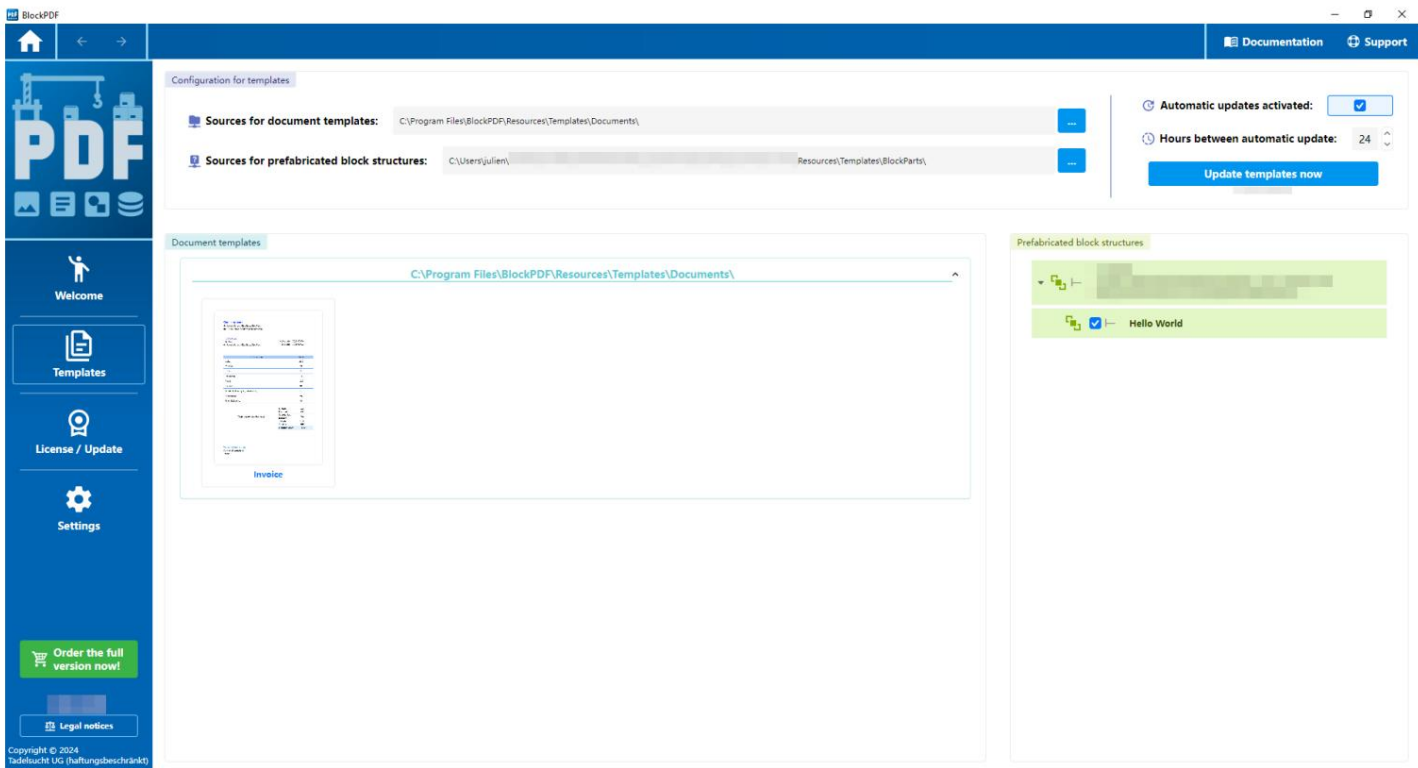 BlockPDF
Documentation
Support
PDF
Welcome
Templates
License / Update
Settings
Order the full
version now!
Legal notices
Copyright © 2024
Tadelsucht UG (haftungsbeschränkt)
Configuration for templates
Sources for document templates:
C:\Program Files\BlockPDF\Resources\Templates\Documents\
...
Sources for prefabricated block structures:
C:\Users\julien\
Resources\Templates\BlockParts\
...
Automatic updates activated:
Hours between automatic update:
24
Update templates now
Document templates
C:\Program Files\BlockPDF\Resources\Templates\Documents\
Invoice
Prefabricated block structures
Hello World